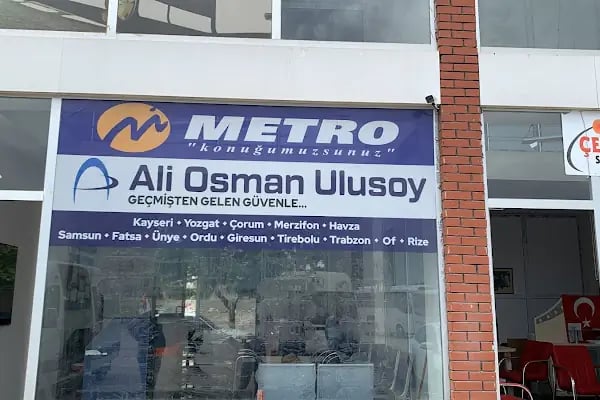 METRO
"konuğumuzsunuz"
Ali Osman Ulusoy
GEÇMİŞTEN GELEN GÜVENLE...
Kayseri • Yozgat • Çorum • Merzifon • Havza
Samsun • Fatsa • Ünye • Ordu • Giresun • Tirebolu • Trabzon • Of • Rize